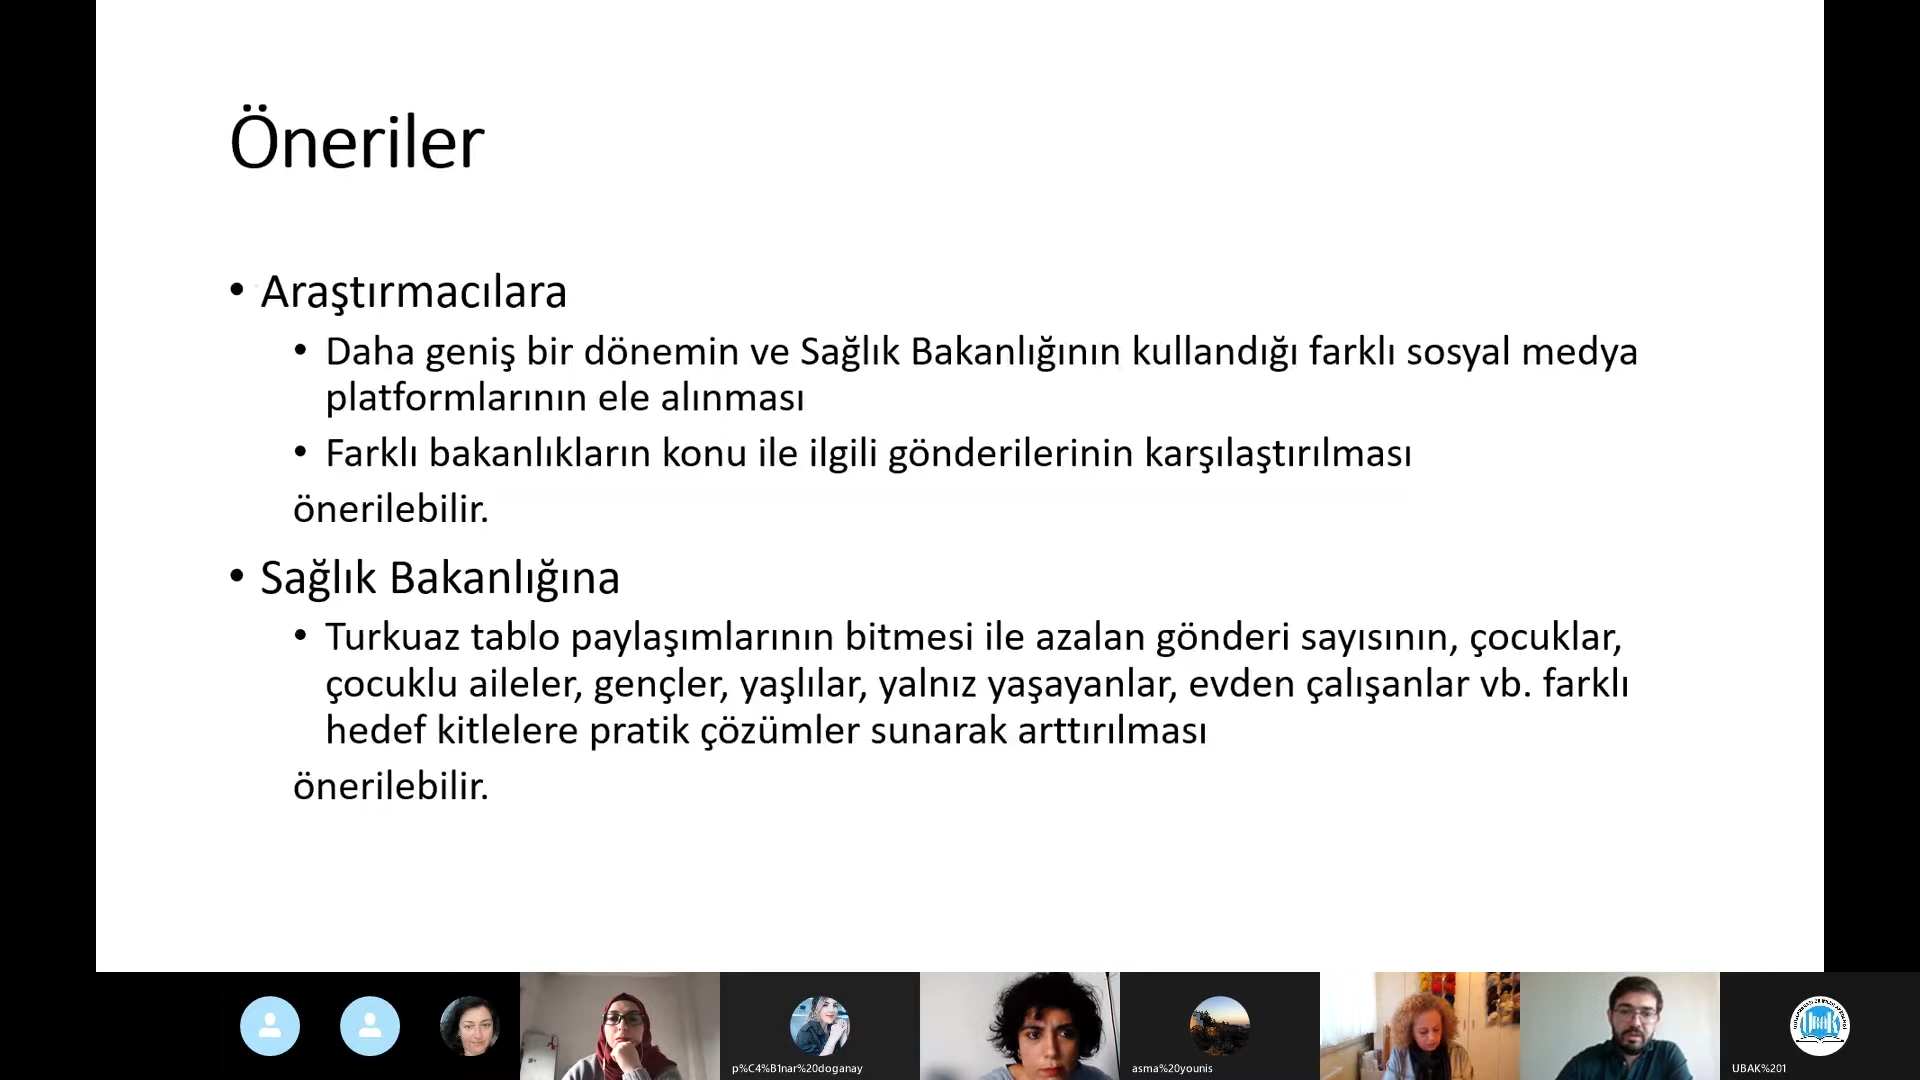 Öneriler
• Araştırmacılara
• Daha geniş bir dönemin ve Sağlık Bakanlığının kullandığı farklı sosyal medya
platformlarının ele alınması
• Farklı bakanlıkların konu ile ilgili gönderilerinin karşılaştırılması
önerilebilir.
• Sağlık Bakanlığına
• Turkuaz tablo paylaşımlarının bitmesi ile azalan gönderi sayısının, çocuklar,
çocuklu aileler, gençler, yaşlılar, yalnız yaşayanlar, evden çalışanlar vb. farklı
hedef kitlelere pratik çözümler sunarak arttırılması
önerilebilir.
p%C4%B1nar%20doganay
asma%20younis
UBAK%201
UBAK